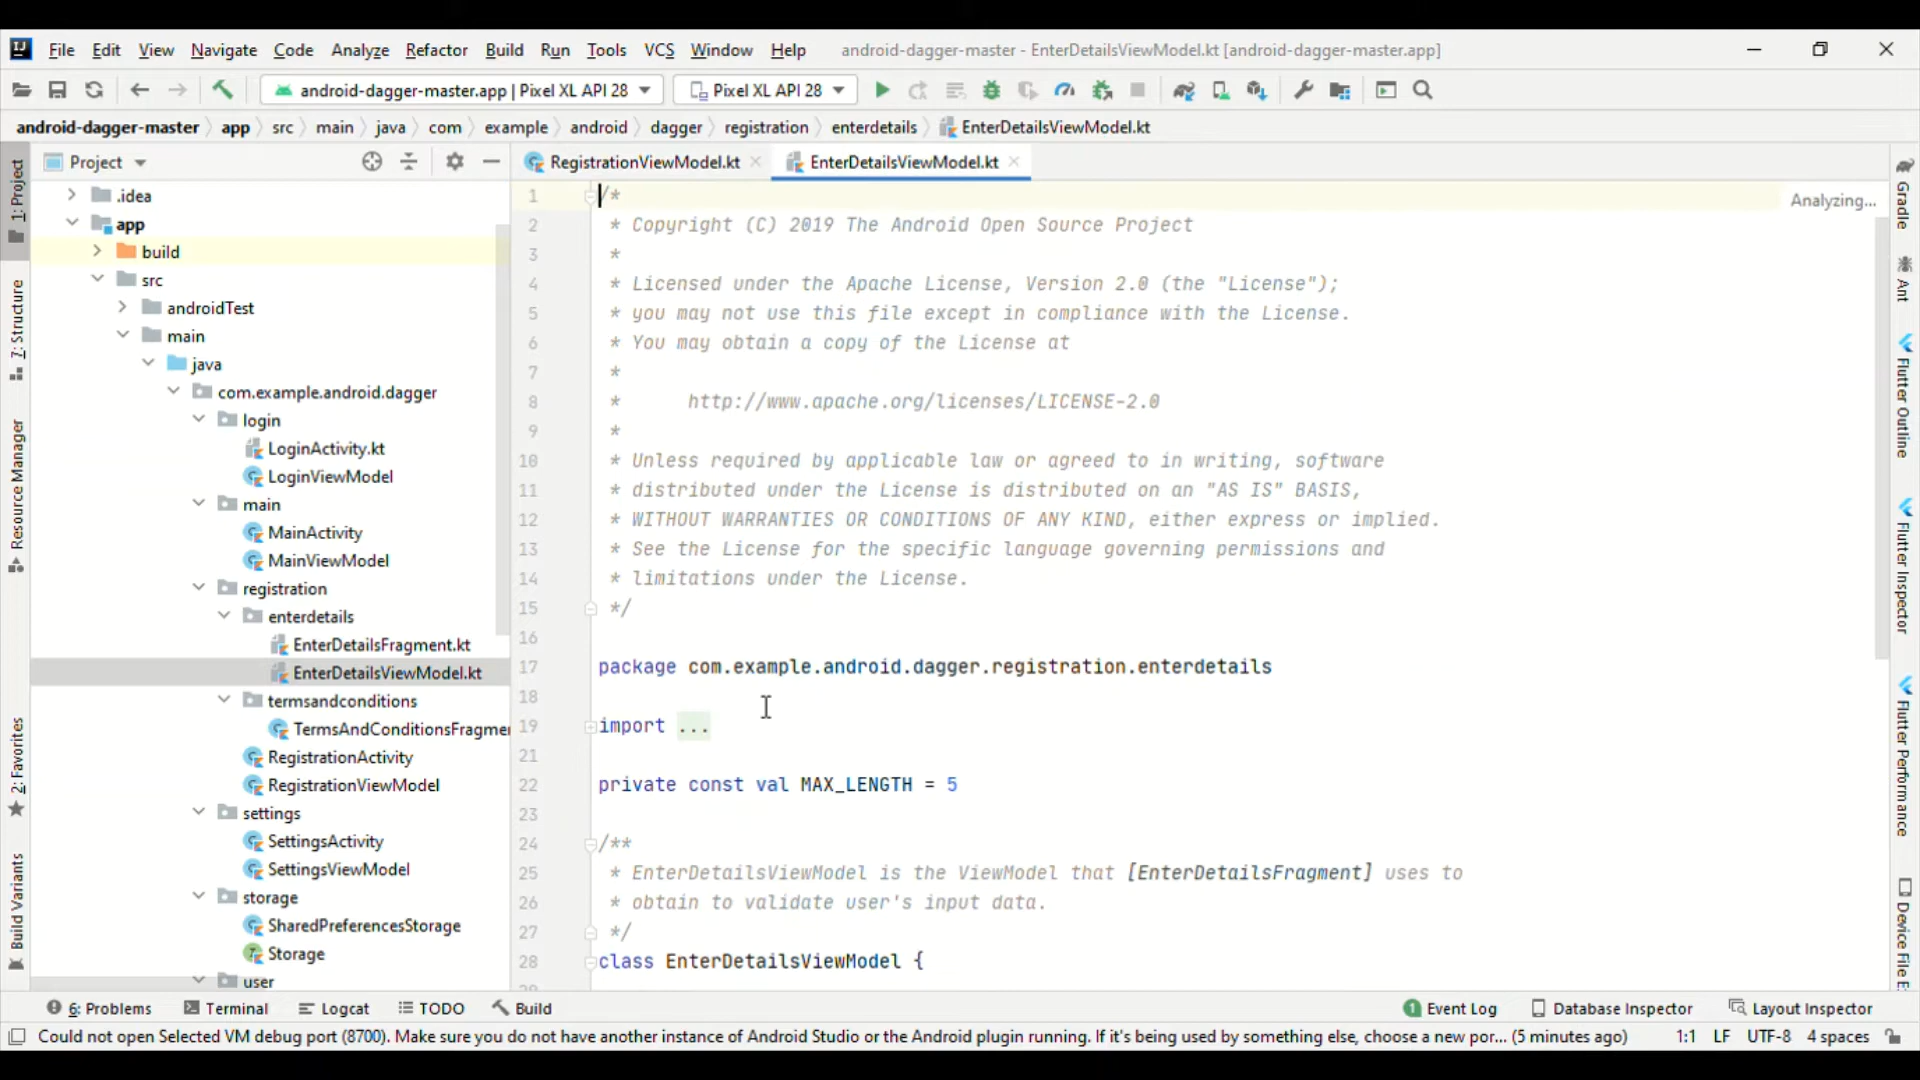 File Edit View Navigate Code Analyze Refactor Build Run Tools VCS Window Help android-dagger-master - EnterDetailsViewModel.kt [android-dagger-master.app]
android-dagger-master.app | Pixel XL API 28 Pixel XL API 28
android-dagger-master app src main java com example android dagger registration enterdetails EnterDetailsViewModel.kt
Project
RegistrationViewModel.kt
EnterDetailsViewModel.kt
1: Project
7: Structure
Resource Manager
2: Favorites
Build Variants
.idea
app
build
src
androidTest
main
java
com.example.android.dagger
login
LoginActivity.kt
LoginViewModel
main
MainActivity
MainViewModel
registration
enterdetails
EnterDetailsFragment.kt
EnterDetailsViewModel.kt
termsandconditions
TermsAndConditionsFragme
RegistrationActivity
RegistrationViewModel
settings
SettingsActivity
SettingsViewModel
storage
SharedPreferencesStorage
Storage
user
Analyzing...
1 /*
2 * Copyright (C) 2019 The Android Open Source Project
3 *
4 * Licensed under the Apache License, Version 2.0 (the "License");
5 * you may not use this file except in compliance with the License.
6 * You may obtain a copy of the License at
7 *
8 * http://www.apache.org/licenses/LICENSE-2.0
9 *
10 * Unless required by applicable law or agreed to in writing, software
11 * distributed under the License is distributed on an "AS IS" BASIS,
12 * WITHOUT WARRANTIES OR CONDITIONS OF ANY KIND, either express or implied.
13 * See the License for the specific language governing permissions and
14 * limitations under the License.
15 */
16
17 package com.example.android.dagger.registration.enterdetails
18
19 import ...
21
22 private const val MAX_LENGTH = 5
23
24 /**
25 * EnterDetailsViewModel is the ViewModel that [EnterDetailsFragment] uses to
26 * obtain to validate user's input data.
27 */
28 class EnterDetailsViewModel {
Gradle
Ant
Flutter Outline
Flutter Inspector
Flutter Performance
Device File E
6: Problems Terminal Logcat TODO Build 1 Event Log Database Inspector Layout Inspector
Could not open Selected VM debug port (8700). Make sure you do not have another instance of Android Studio or the Android plugin running. If it's being used by something else, choose a new por... (5 minutes ago) 1:1 LF UTF-8 4 spaces